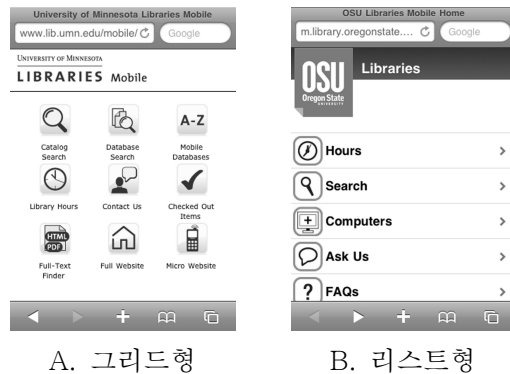 University of Minnesota Libraries Mobile
www.lib.umn.edu/mobile/
Google
UNIVERSITY OF MINNESOTA
LIBRARIES Mobile
A-Z
Catalog
Search
Database
Search
Mobile
Databases
Library Hours
Contact Us
Checked Out
Items
HTML
PDF
Full-Text
Finder
Full Website
Micro Website
A. 그리드형
OSU Libraries Mobile Home
m.library.oregonstate....
Google
OSU
Oregon State
UNIVERSITY
Libraries
Hours
Search
Computers
Ask Us
FAQs
B. 리스트형